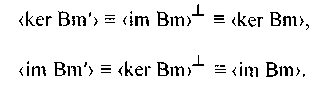 ‹ker Bm′› ≡ ‹im Bm›⊥ ≡ ‹ker Bm›,
‹im Bm′› ≡ ‹ker Bm›⊥ ≡ ‹im Bm›.